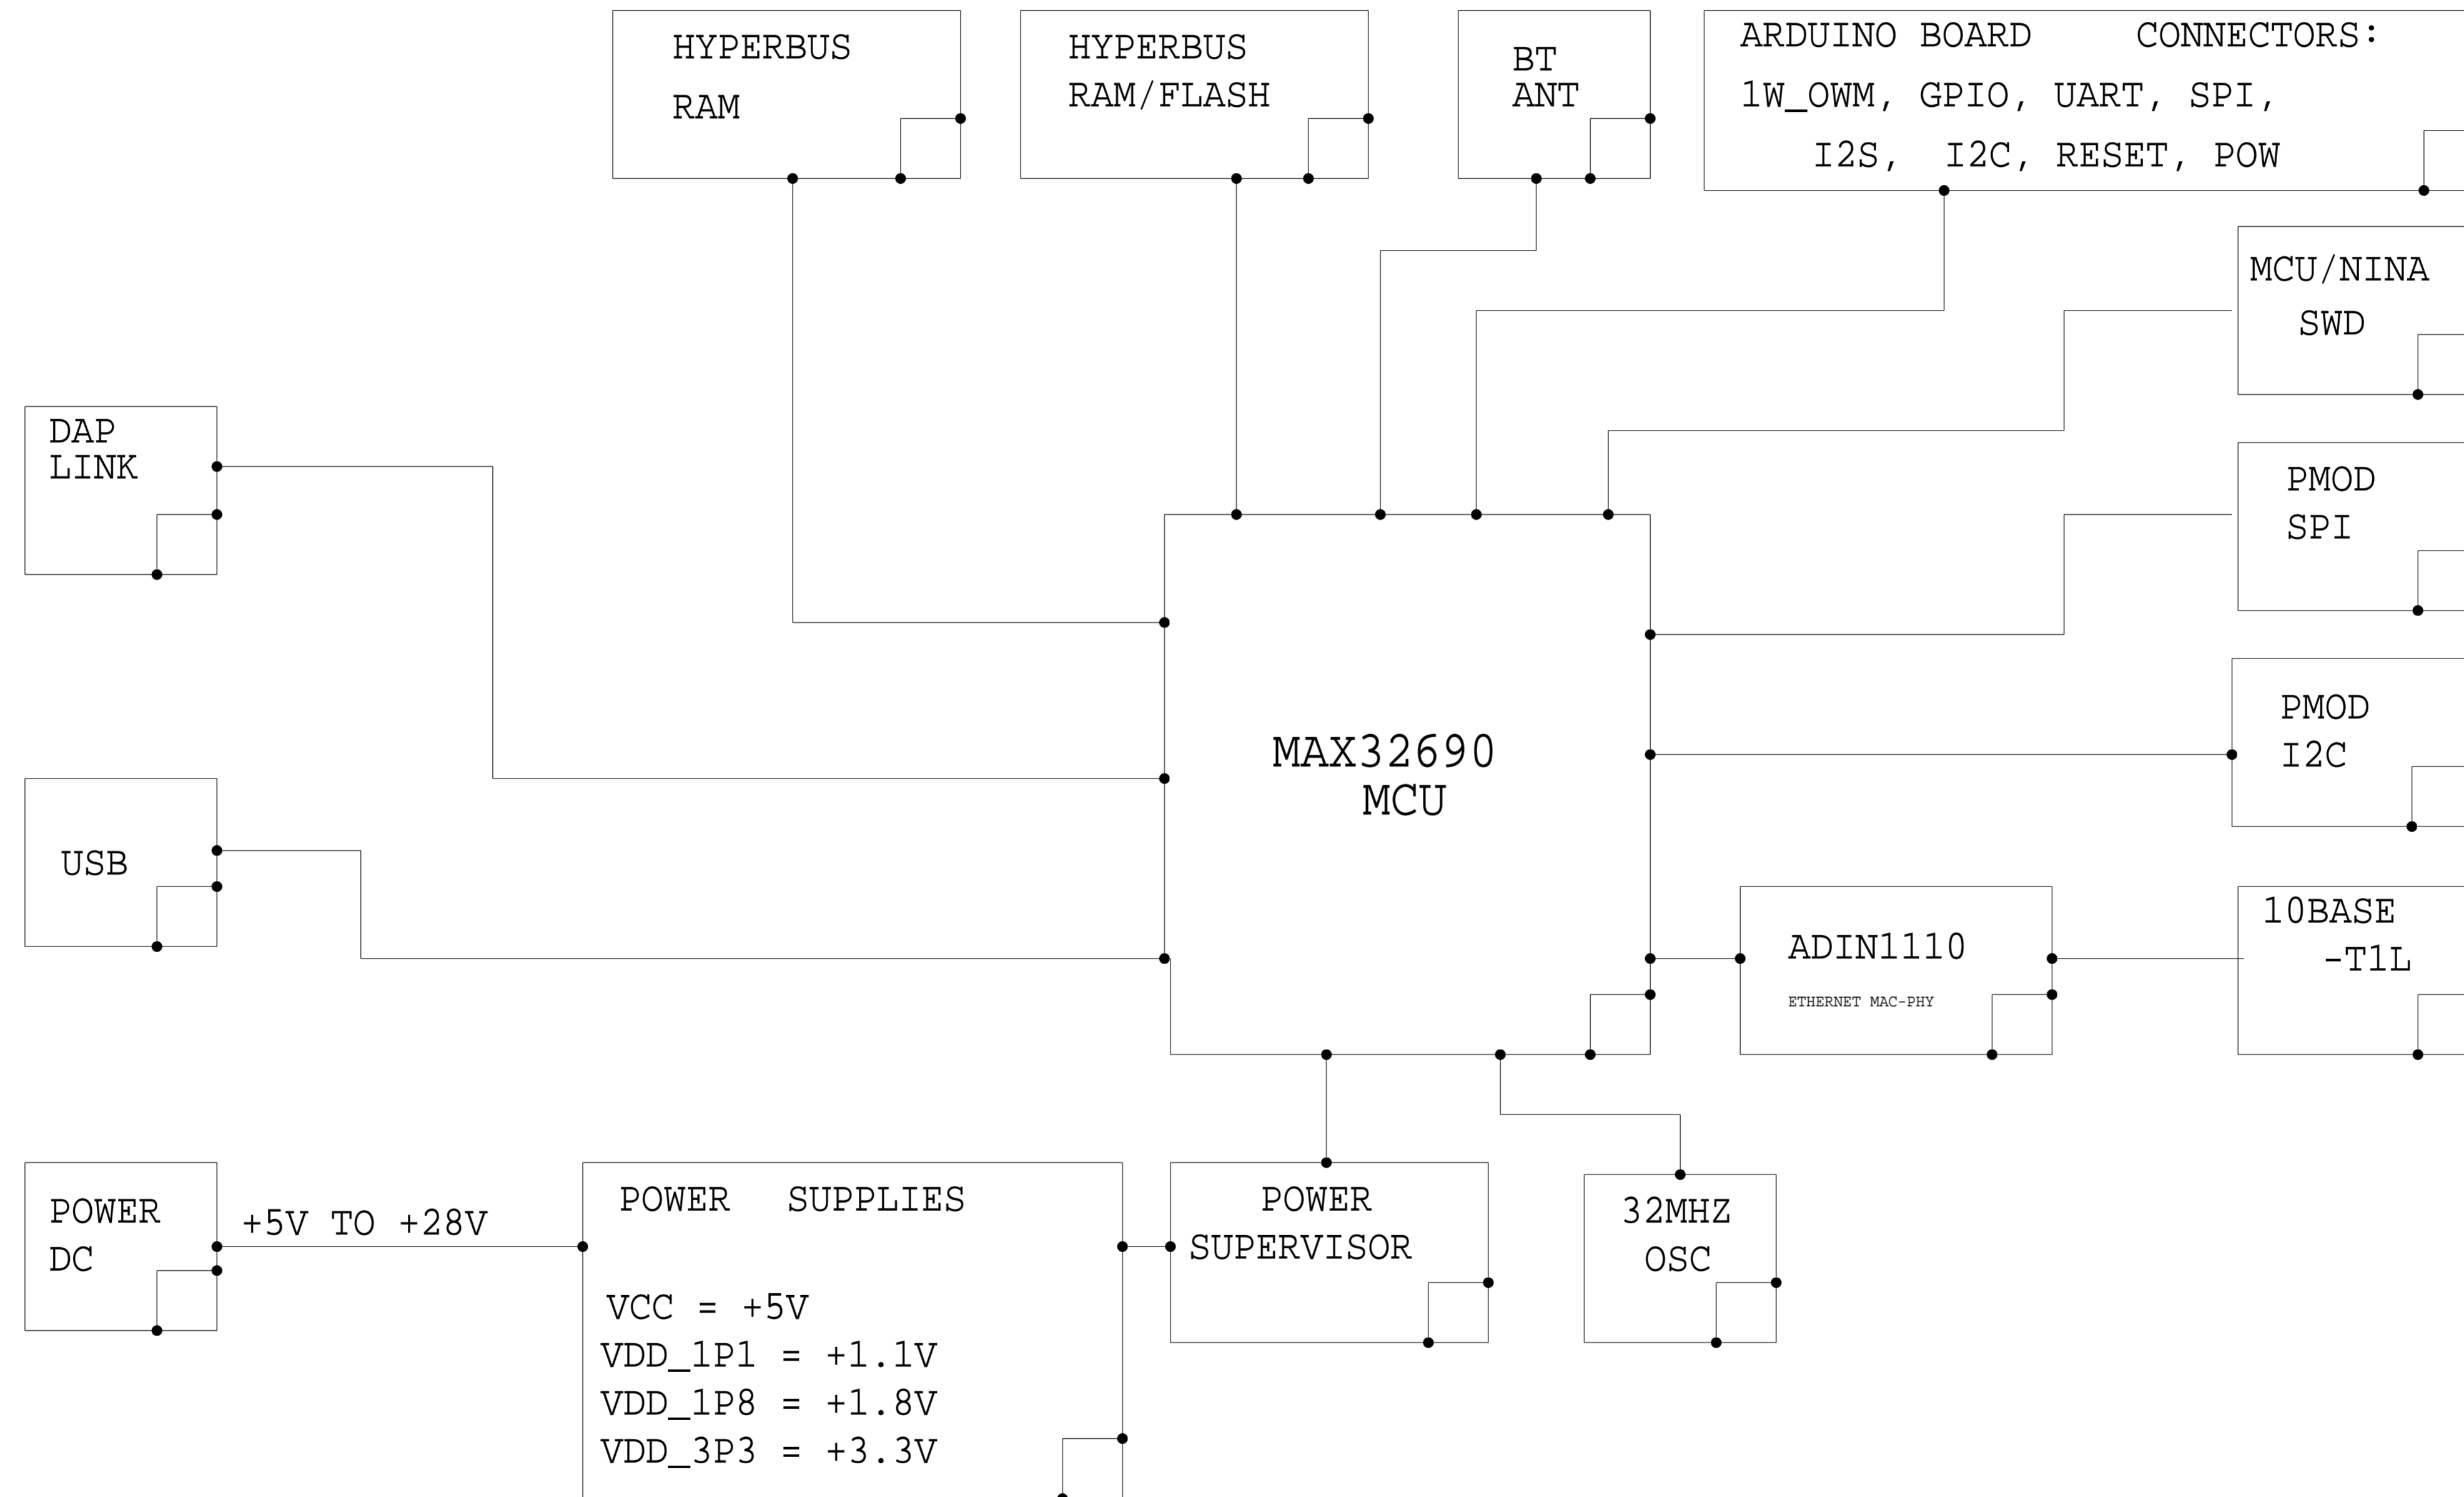 HYPERBUS
RAM
HYPERBUS
RAM/FLASH
BT
ANT
ARDUINO BOARD CONNECTORS:
1W_OWM, GPIO, UART, SPI,
I2S, I2C, RESET, POW
MCU/NINA
SWD
DAP
LINK
PMOD
SPI
PMOD
I2C
MAX32690
MCU
USB
ADIN1110
ETHERNET MAC-PHY
10BASE
-T1L
POWER
DC
+5V TO +28V
POWER SUPPLIES
VCC = +5V
VDD_1P1 = +1.1V
VDD_1P8 = +1.8V
VDD_3P3 = +3.3V
POWER
SUPERVISOR
32MHZ
OSC